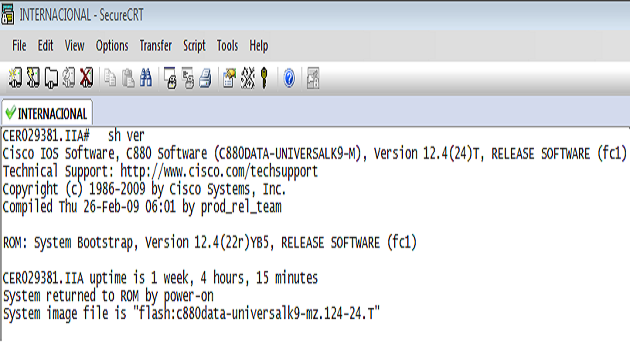 INTERNACIONAL - SecureCRT
File Edit View Options Transfer Script Tools Help
INTERNACIONAL
CER029381.IIA# sh ver
Cisco IOS Software, C880 Software (C880DATA-UNIVERSALK9-M), Version 12.4(24)T, RELEASE SOFTWARE (fc1)
Technical Support: http://www.cisco.com/techsupport
Copyright (c) 1986-2009 by Cisco Systems, Inc.
Compiled Thu 26-Feb-09 06:01 by prod_rel_team
ROM: System Bootstrap, Version 12.4(22r)YB5, RELEASE SOFTWARE (fc1)
CER029381.IIA uptime is 1 week, 4 hours, 15 minutes
System returned to ROM by power-on
System image file is "flash:c880data-universalk9-mz.124-24.T"